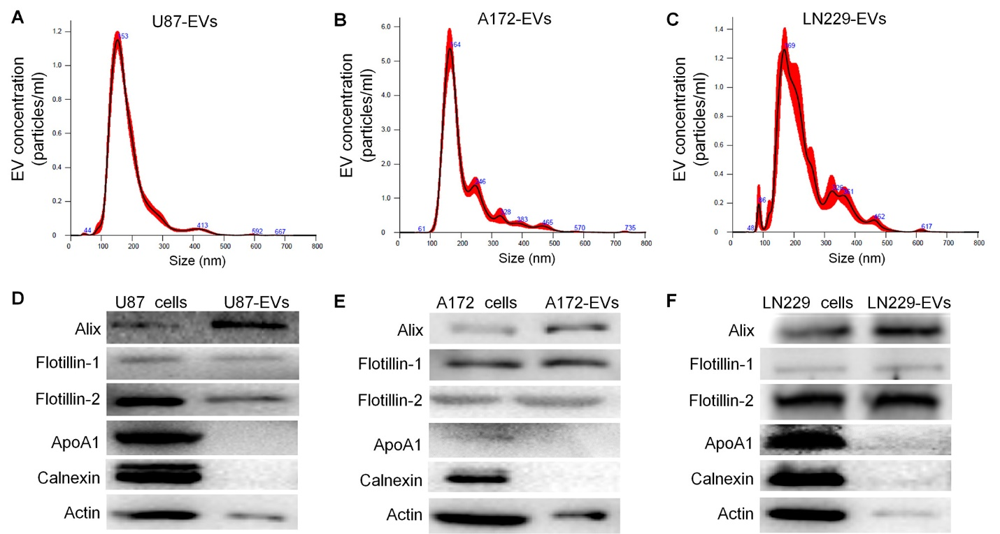 A
U87-EVs
EV concentration
(particles/ml)
1.2
1.0
0.8
0.6
0.4
0.2
0
153
44
413
592
667
0 100 200 300 400 500 600 700 800
Size (nm)
B
A172-EVs
EV concentration
(particles/ml)
6.0
5.0
4.0
3.0
2.0
1.0
0
164
246
328
383
465
61
570
735
0 100 200 300 400 500 600 700 800
Size (nm)
C
LN229-EVs
EV concentration
(particles/ml)
1.4
1.2
1.0
0.8
0.6
0.4
0.2
0
169
86
326
361
462
48
617
0 100 200 300 400 500 600 700 800
Size (nm)
D
U87 cells U87-EVs
Alix
Flotillin-1
Flotillin-2
ApoA1
Calnexin
Actin
E
A172 cells A172-EVs
Alix
Flotillin-1
Flotillin-2
ApoA1
Calnexin
Actin
F
LN229 cells LN229-EVs
Alix
Flotillin-1
Flotillin-2
ApoA1
Calnexin
Actin